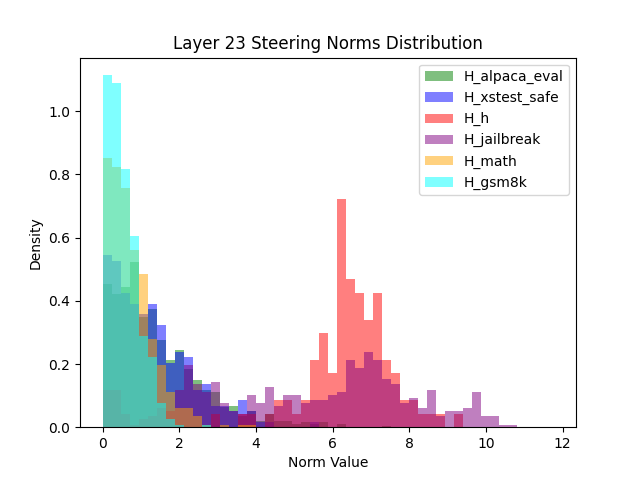 Layer 23 Steering Norms Distribution
H_alpaca_eval
H_xstest_safe
H_h
H_jailbreak
H_math
H_gsm8k
Density
1.0
0.8
0.6
0.4
0.2
0.0
0 2 4 6 8 10 12
Norm Value